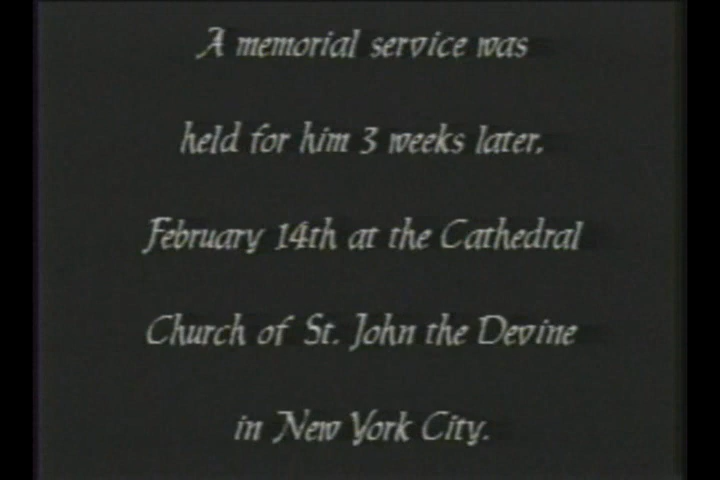 A memorial service was
held for him 3 weeks later,
February 14th at the Cathedral
Church of St. John the Devine
in New York City.